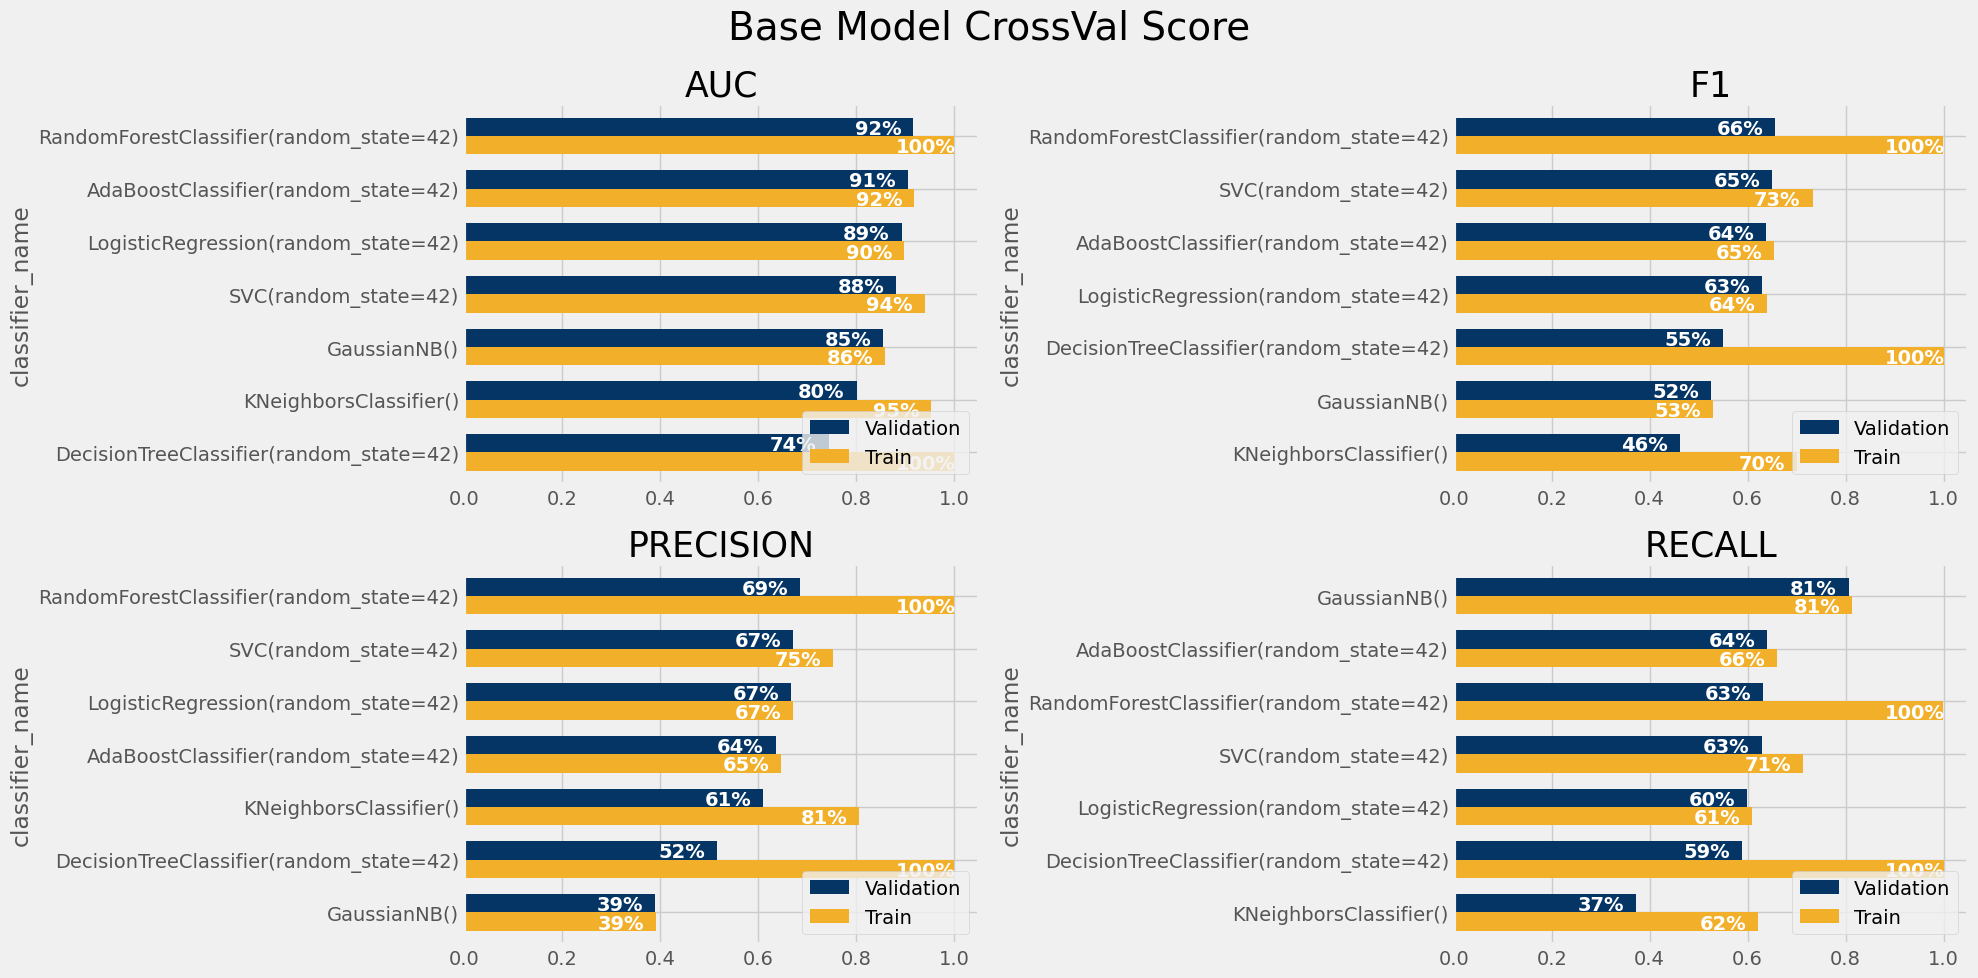 Base Model CrossVal Score
AUC
classifier_name
RandomForestClassifier(random_state=42)
92%
100%
AdaBoostClassifier(random_state=42)
91%
92%
LogisticRegression(random_state=42)
89%
90%
SVC(random_state=42)
88%
94%
GaussianNB()
85%
86%
KNeighborsClassifier()
80%
95%
DecisionTreeClassifier(random_state=42)
74%
100%
Validation
Train
0.0 0.2 0.4 0.6 0.8 1.0
F1
classifier_name
RandomForestClassifier(random_state=42)
66%
100%
SVC(random_state=42)
65%
73%
AdaBoostClassifier(random_state=42)
64%
65%
LogisticRegression(random_state=42)
63%
64%
DecisionTreeClassifier(random_state=42)
55%
100%
GaussianNB()
52%
53%
KNeighborsClassifier()
46%
70%
Validation
Train
0.0 0.2 0.4 0.6 0.8 1.0
PRECISION
classifier_name
RandomForestClassifier(random_state=42)
69%
100%
SVC(random_state=42)
67%
75%
LogisticRegression(random_state=42)
67%
67%
AdaBoostClassifier(random_state=42)
64%
65%
KNeighborsClassifier()
61%
81%
DecisionTreeClassifier(random_state=42)
52%
100%
GaussianNB()
39%
39%
Validation
Train
0.0 0.2 0.4 0.6 0.8 1.0
RECALL
classifier_name
GaussianNB()
81%
81%
AdaBoostClassifier(random_state=42)
64%
66%
RandomForestClassifier(random_state=42)
63%
100%
SVC(random_state=42)
63%
71%
LogisticRegression(random_state=42)
60%
61%
DecisionTreeClassifier(random_state=42)
59%
100%
KNeighborsClassifier()
37%
62%
Validation
Train
0.0 0.2 0.4 0.6 0.8 1.0